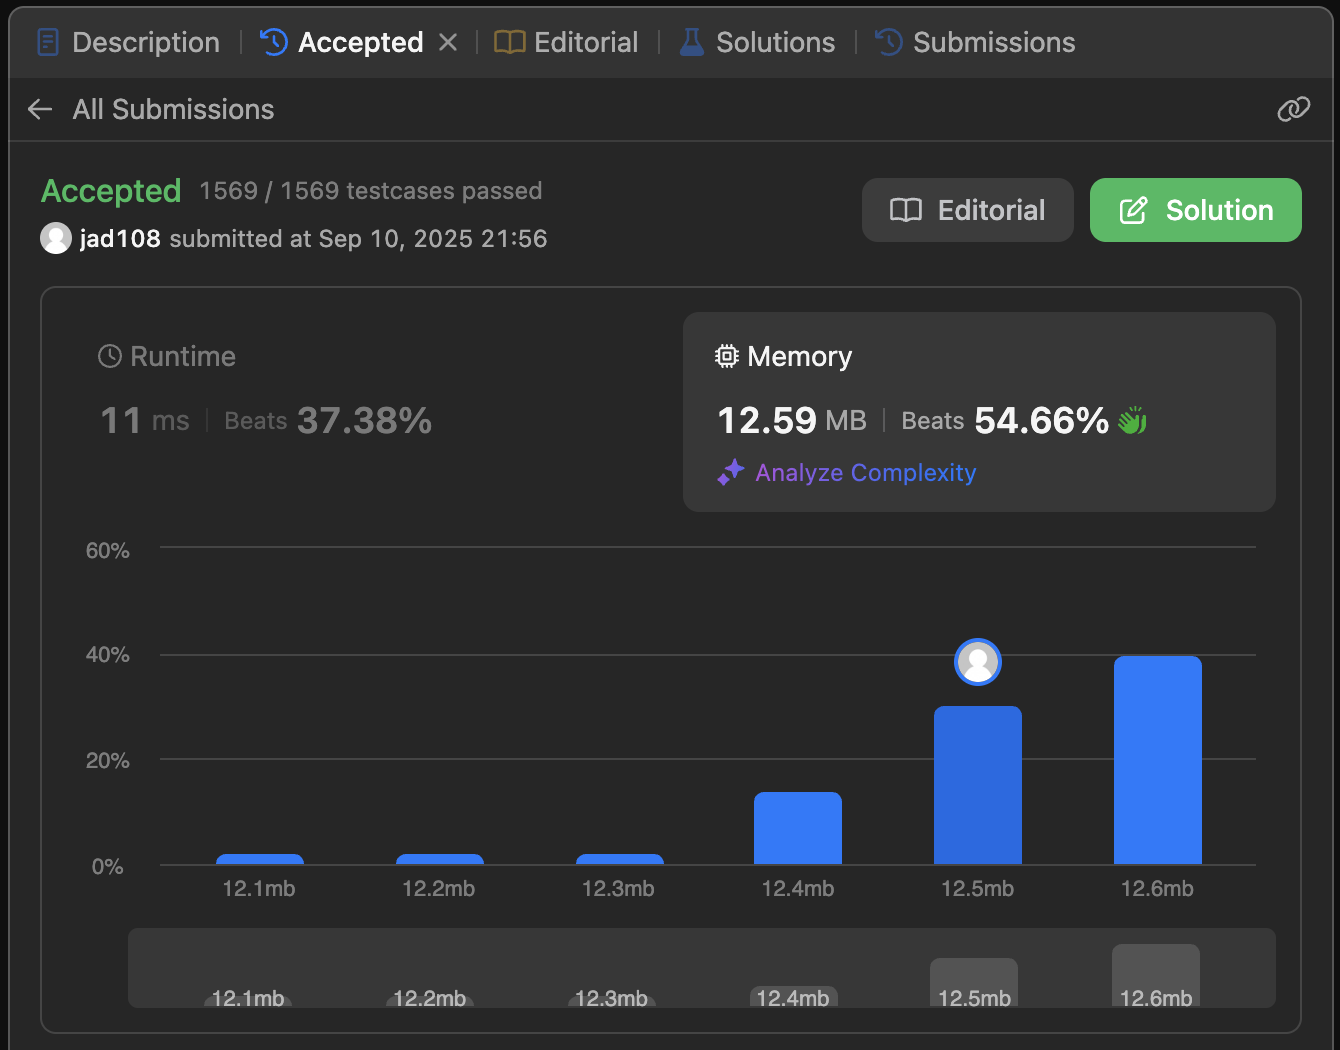 Description
Accepted
Editorial
Solutions
Submissions
All Submissions
Accepted 1569 / 1569 testcases passed
jad108 submitted at Sep 10, 2025 21:56
Editorial
Solution
Runtime
11 ms Beats 37.38%
Memory
12.59 MB Beats 54.66%
Analyze Complexity
60%
40%
20%
0%
12.1mb 12.2mb 12.3mb 12.4mb 12.5mb 12.6mb
12.1mb 12.2mb 12.3mb 12.4mb 12.5mb 12.6mb